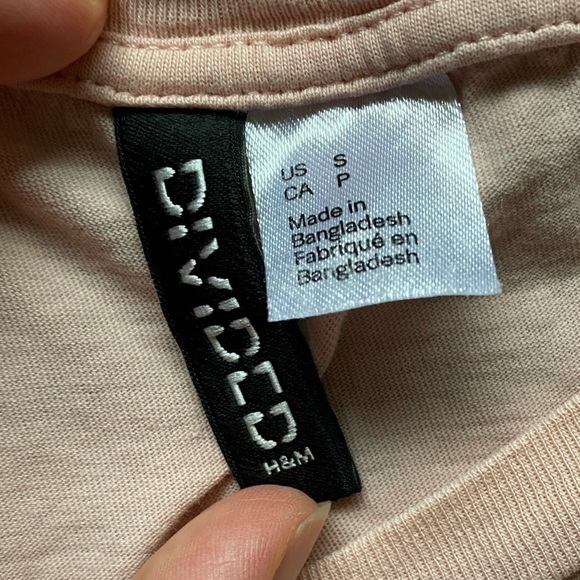 DIVIDED
H&M
US S
CA P
Made in
Bangladesh
Fabriqué en
Bangladesh